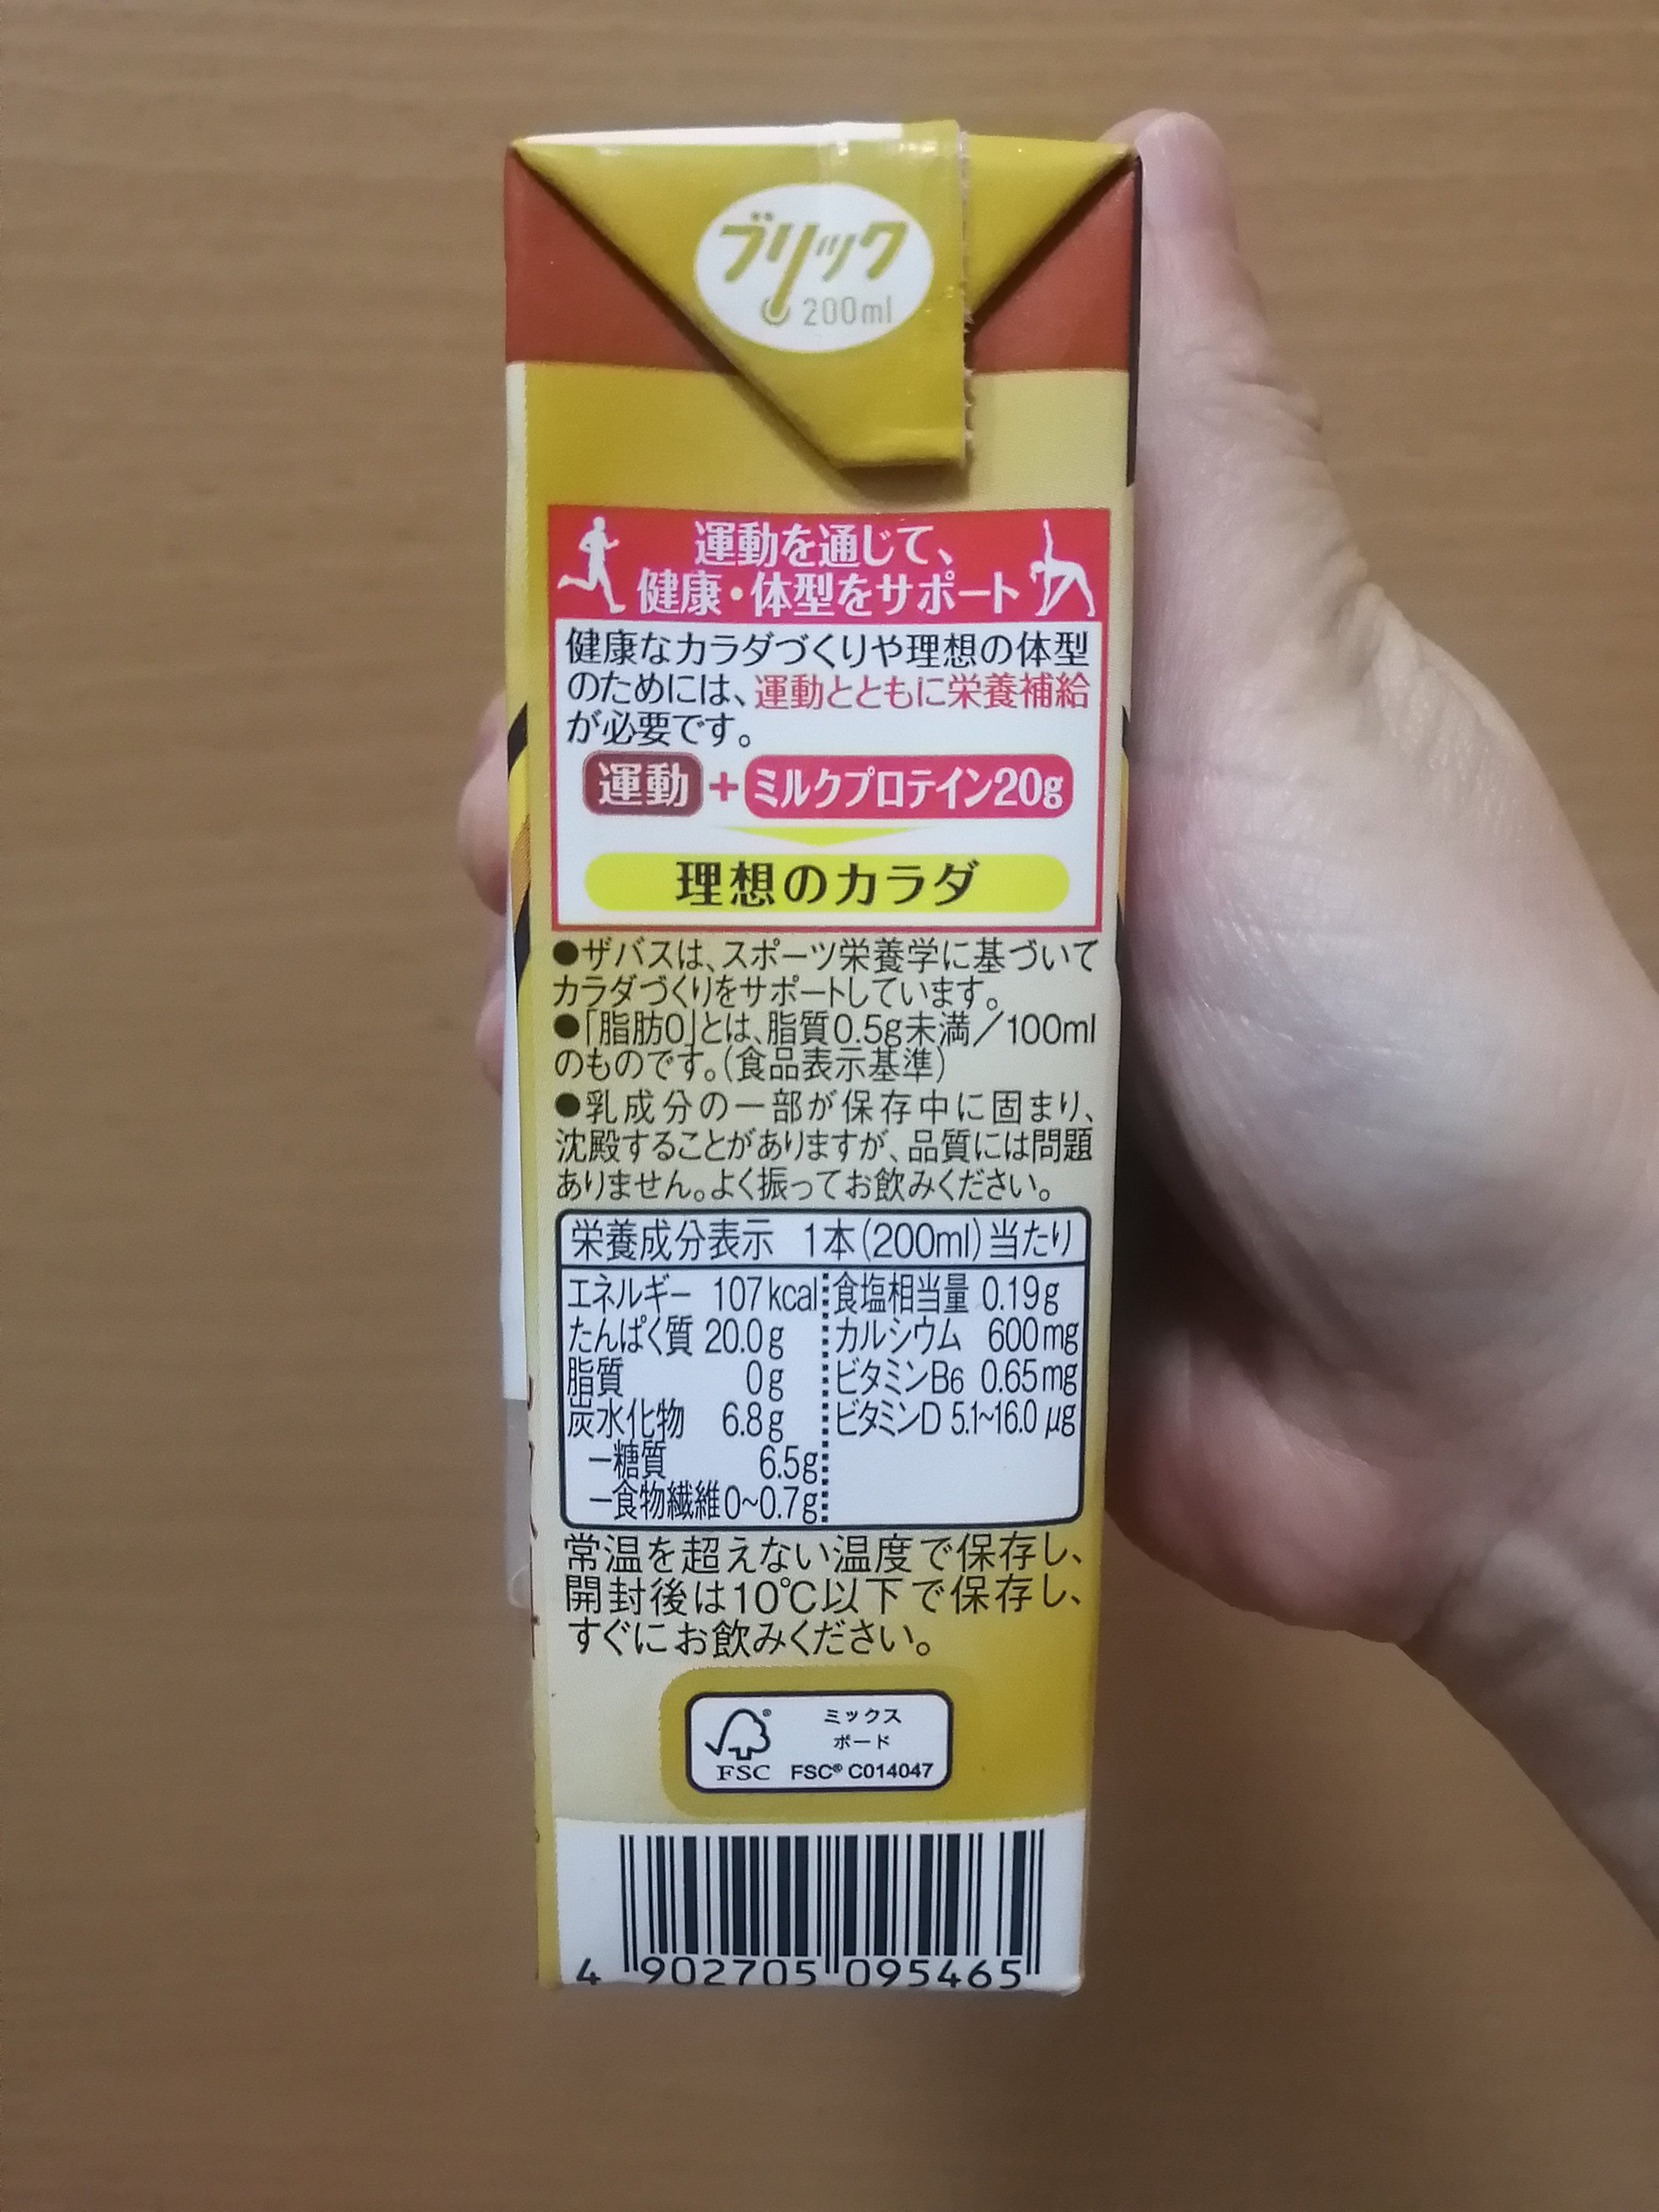 ブリック
200ml
運動を通じて、
健康・体型をサポート
健康なカラダづくりや理想の体型
のためには、運動とともに栄養補給
が必要です。
運動+ミルクプロテイン20g
理想のカラダ
●ザバスは、スポーツ栄養学に基づいて
カラダづくりをサポートしています。
●「脂肪0」とは、脂質0.5g未満/100ml
のものです。(食品表示基準)
●乳成分の一部が保存中に固まり、
沈殿することがありますが、品質には問題
ありません。よく振ってお飲みください。
栄養成分表示 1本(200ml)当たり
エネルギー 107kcal
たんぱく質 20.0g
脂質 0g
炭水化物 6.8g
ー糖質 6.5g
ー食物繊維0~0.7g
食塩相当量 0.19g
カルシウム 600mg
ビタミンB6 0.65mg
ビタミンD 5.1~16.0μg
常温を超えない温度で保存し、
開封後は10℃以下で保存し、
すぐにお飲みください。
ミックス
ボード
FSC FSC® C014047
4 902705 095465